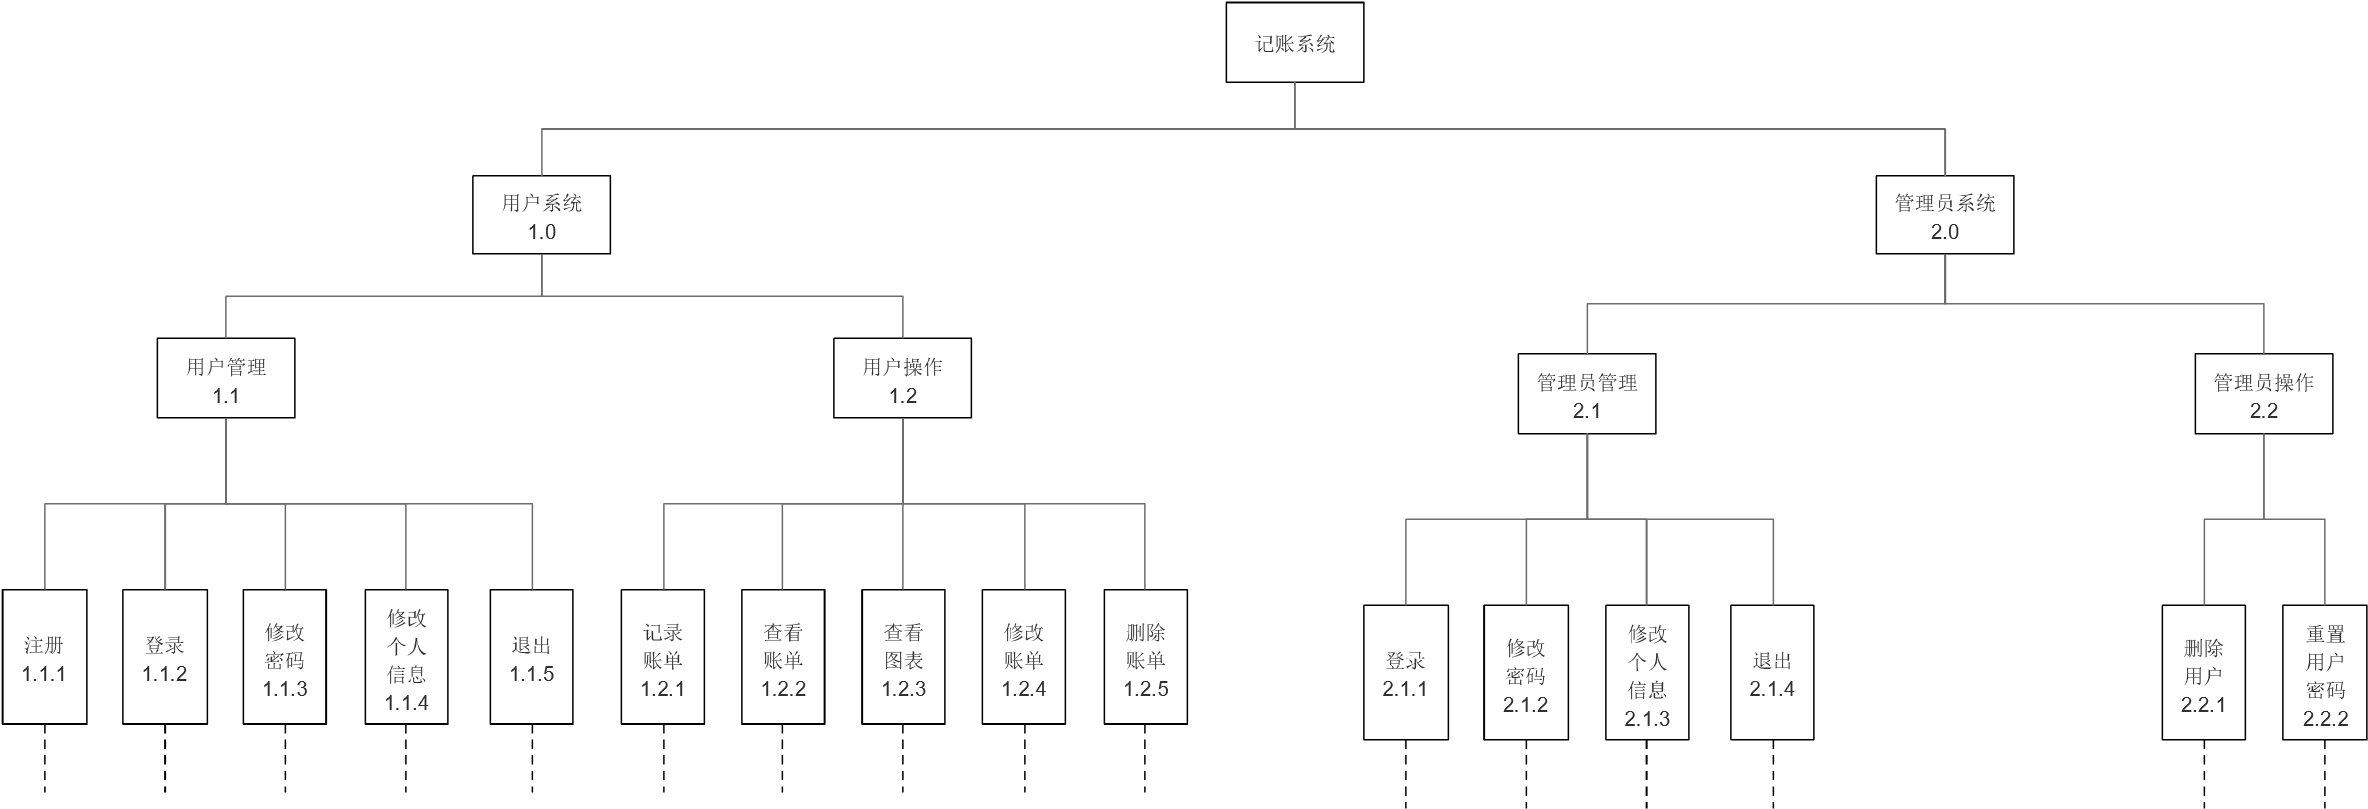 记账系统
用户系统
1.0
管理员系统
2.0
用户管理
1.1
用户操作
1.2
管理员管理
2.1
管理员操作
2.2
注册
1.1.1
登录
1.1.2
修改
密码
1.1.3
修改
个人
信息
1.1.4
退出
1.1.5
记录
账单
1.2.1
查看
账单
1.2.2
查看
图表
1.2.3
修改
账单
1.2.4
删除
账单
1.2.5
登录
2.1.1
修改
密码
2.1.2
修改
个人
信息
2.1.3
退出
2.1.4
删除
用户
2.2.1
重置
用户
密码
2.2.2